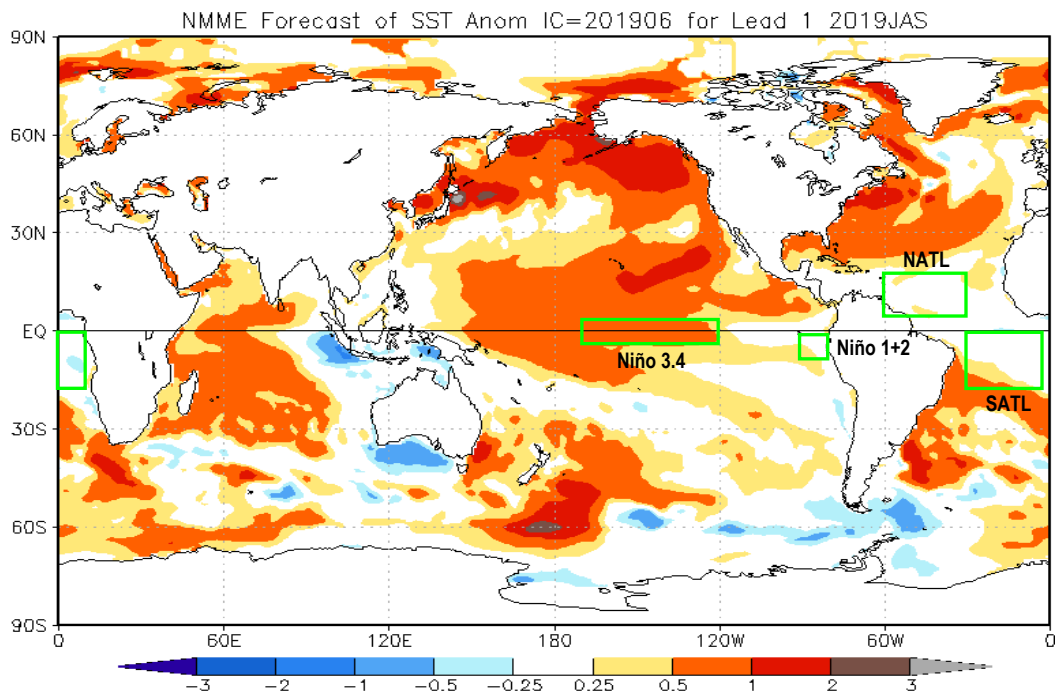 NMME Forecast of SST Anom IC=201906 for Lead 1 2019JAS
90N
60N
30N
EQ
30S
60S
90S
NATL
Niño 3.4
Niño 1+2
SATL
0 60E 120E 180 120W 60W 0
-3 -2 -1 -0.5 -0.25 0.25 0.5 1 2 3